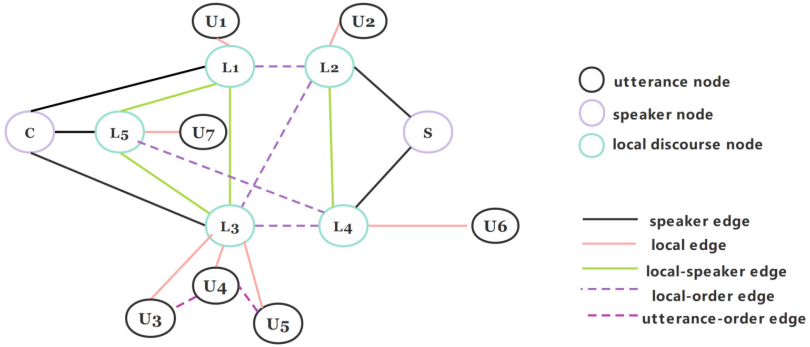 U1
U2
L1
L2
utterance node
speaker node
local discourse node
C
L5
U7
S
L3
L4
U6
speaker edge
local edge
local-speaker edge
local-order edge
utterance-order edge
U4
U3
U5